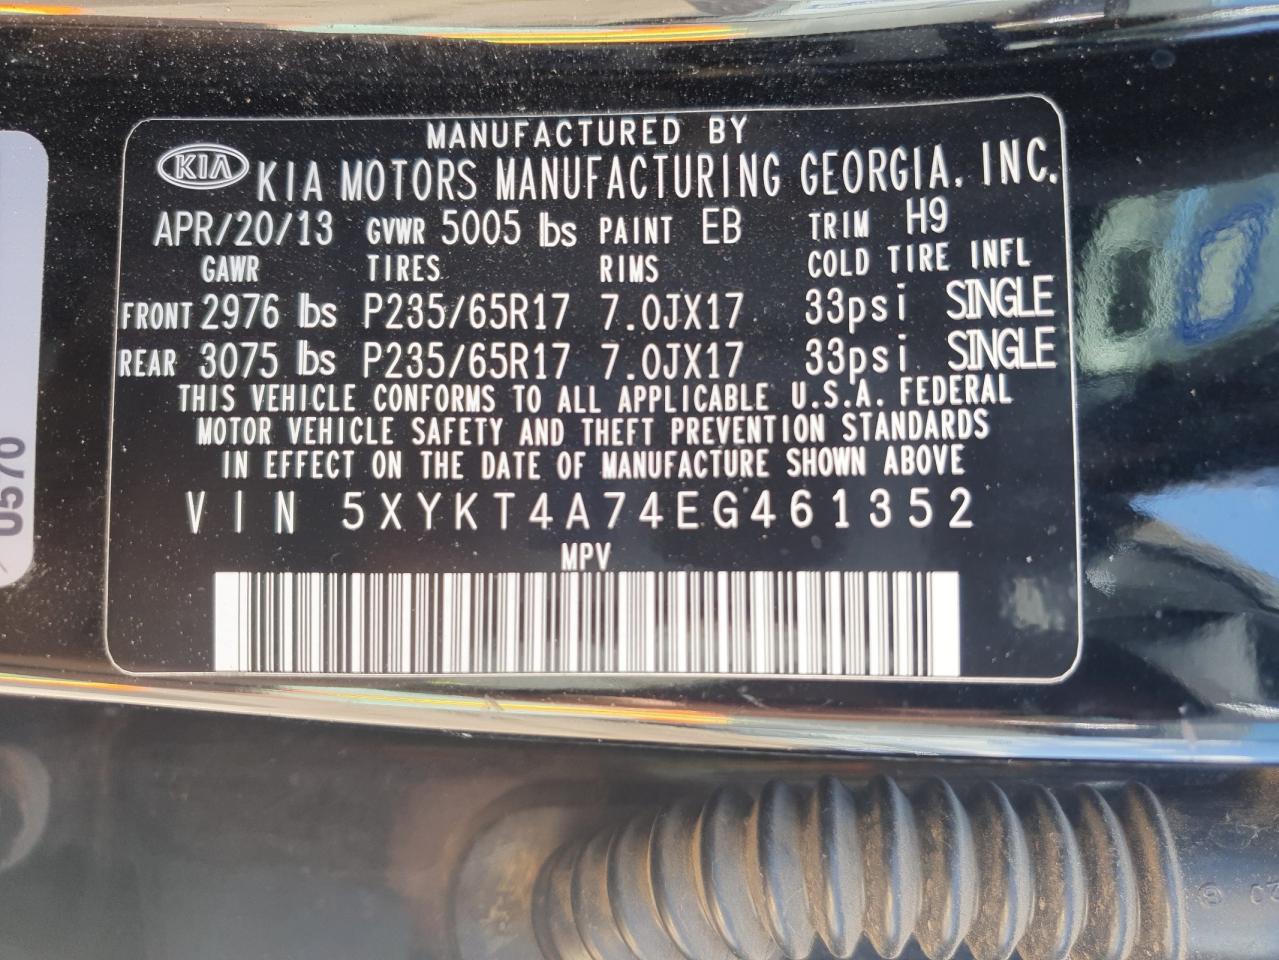 MANUFACTURED BY
KIA KIA MOTORS MANUFACTURING GEORGIA, INC.
APR/20/13 GVWR 5005 lbs PAINT EB TRIM H9
GAWR TIRES RIMS COLD TIRE INFL
FRONT 2976 lbs P235/65R17 7.0JX17 33psi SINGLE
REAR 3075 lbs P235/65R17 7.0JX17 33psi SINGLE
THIS VEHICLE CONFORMS TO ALL APPLICABLE U.S.A. FEDERAL
MOTOR VEHICLE SAFETY AND THEFT PREVENTION STANDARDS
IN EFFECT ON THE DATE OF MANUFACTURE SHOWN ABOVE
VIN 5XYKT4A74EG461352
MPV
0570